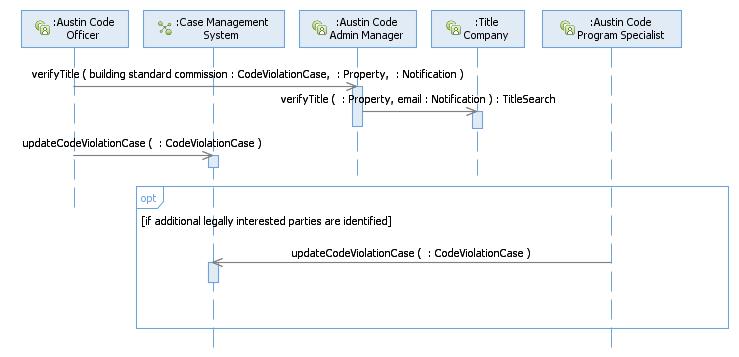 :Austin Code
Officer
:Case Management
System
:Austin Code
Admin Manager
:Title
Company
:Austin Code
Program Specialist
verifyTitle ( building standard commission : CodeViolationCase,  : Property,  : Notification )
verifyTitle (  : Property, email : Notification ) : TitleSearch
updateCodeViolationCase (  : CodeViolationCase )
opt
[if additional legally interested parties are identified]
updateCodeViolationCase (  : CodeViolationCase )